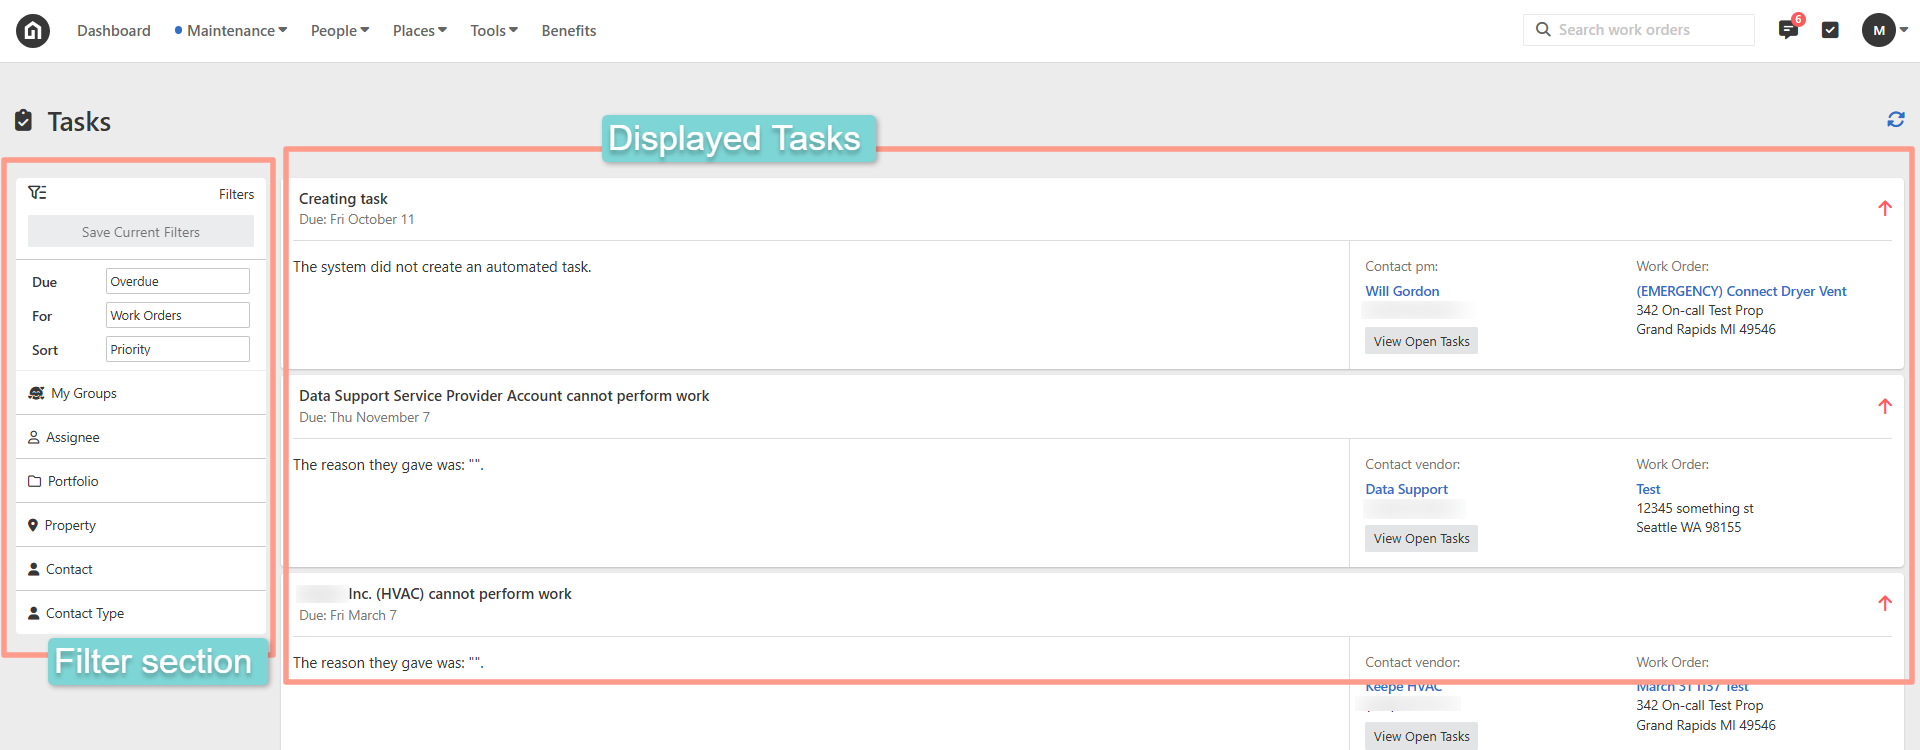 Dashboard
Maintenance
People
Places
Tools
Benefits
Search work orders
6
M
Tasks
Displayed Tasks
Filters
Save Current Filters
Due
Overdue
For
Work Orders
Sort
Priority
My Groups
Assignee
Portfolio
Property
Contact
Contact Type
Filter section
Creating task
Due: Fri October 11
The system did not create an automated task.
Contact pm:
Will Gordon
View Open Tasks
Work Order:
(EMERGENCY) Connect Dryer Vent
342 On-call Test Prop
Grand Rapids MI 49546
Data Support Service Provider Account cannot perform work
Due: Thu November 7
The reason they gave was: "".
Contact vendor:
Data Support
View Open Tasks
Work Order:
Test
12345 something st
Seattle WA 98155
Inc. (HVAC) cannot perform work
Due: Fri March 7
The reason they gave was: "".
Contact vendor:
Keepe HVAC
View Open Tasks
Work Order:
March 31 1137 Test
342 On-call Test Prop
Grand Rapids MI 49546